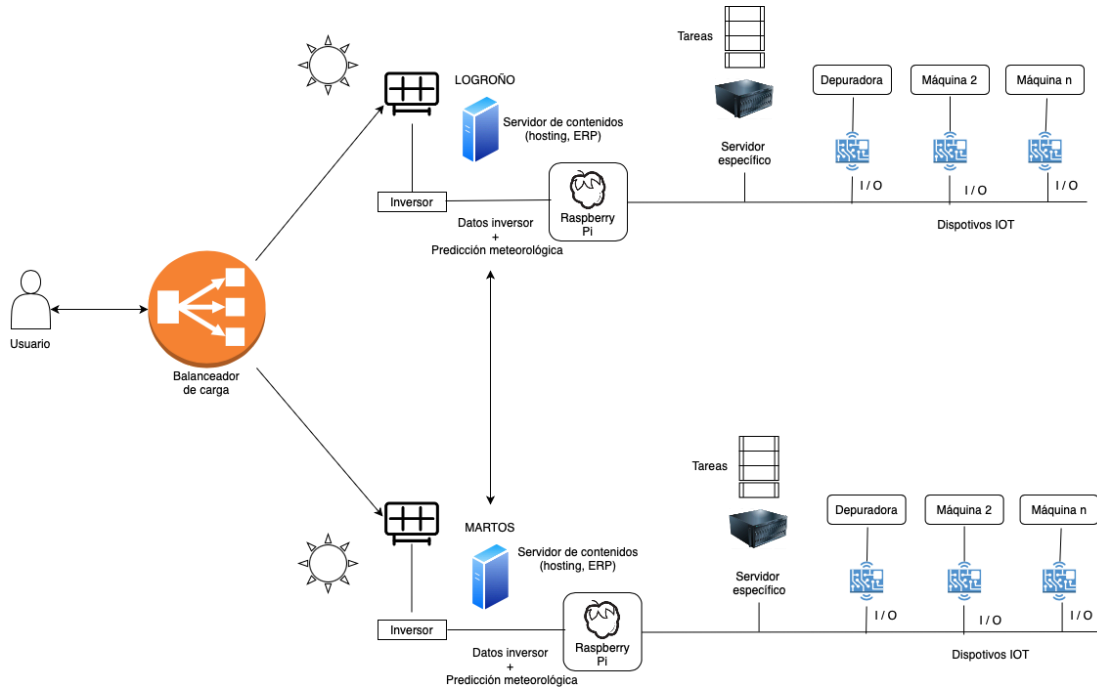 Tareas
LOGROÑO
Servidor de contenidos
(hosting, ERP)
Depuradora
Máquina 2
Máquina n
Servidor
específico
I / O
I / O
I / O
Inversor
Raspberry
Pi
Datos inversor
+
Predicción meteorológica
Dispotivos IOT
Usuario
Balanceador
de carga
Tareas
MARTOS
Servidor de contenidos
(hosting, ERP)
Depuradora
Máquina 2
Máquina n
Servidor
específico
I / O
I / O
I / O
Inversor
Raspberry
Pi
Datos inversor
+
Predicción meteorológica
Dispotivos IOT